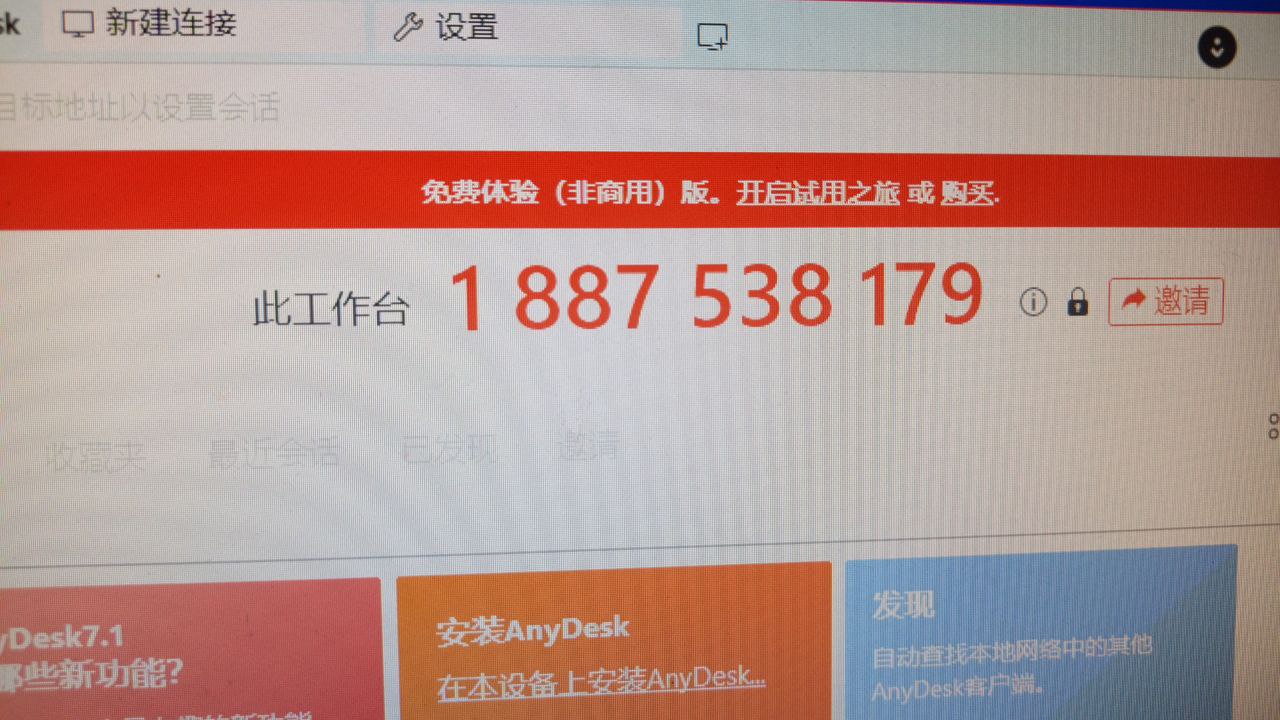 sk 新建连接 设置
目标地址以设置会话
免费体验（非商用）版。开启试用之旅 或 购买.
此工作台 1 887 538 179 邀请
收藏夹 最近会话 已发现 邀请
yDesk7.1
哪些新功能?
安装AnyDesk
在本设备上安装AnyDesk...
发现
自动查找本地网络中的其他
AnyDesk客户端。